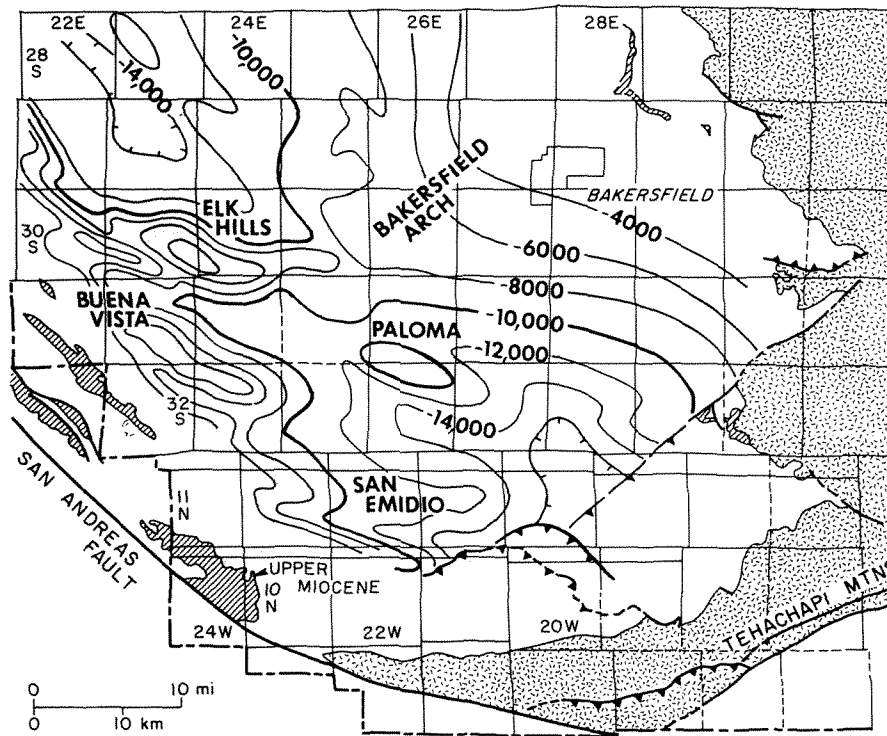 22E
24E
26E
28E
28
S
-14,000
-10,000
BAKERSFIELD
ARCH
BAKERSFIELD
-4000
ELK
HILLS
30
S
-6000
-8000
BUENA
VISTA
-10,000
PALOMA
-12,000
32
S
-14,000
SAN ANDREAS
FAULT
SAN
EMIDIO
11
N
UPPER
MIOCENE
10
N
24W
22W
20W
TEHACHAPI MTNS
0 10 mi
0 10 km